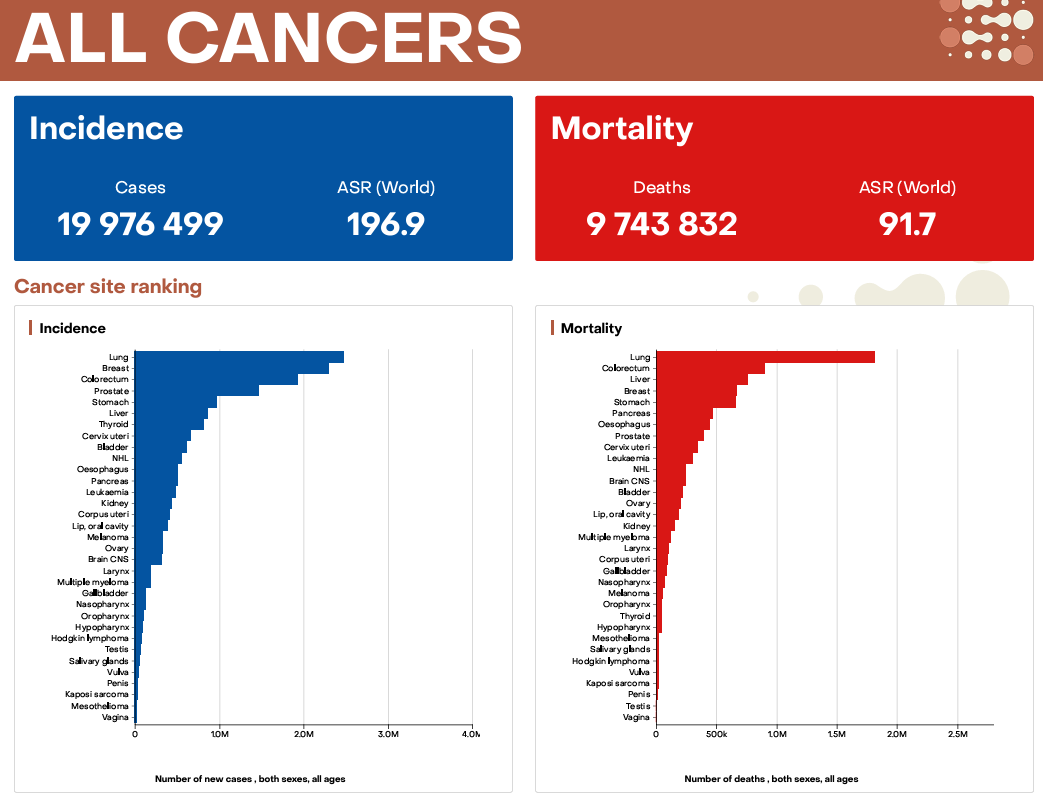 ALL CANCERS
Incidence
Cases
ASR (World)
19 976 499
196.9
Mortality
Deaths
ASR (World)
9 743 832
91.7
Cancer site ranking
Incidence
Lung
Breast
Colorectum
Prostate
Stomach
Liver
Thyroid
Cervix uteri
Bladder
NHL
Oesophagus
Pancreas
Leukaemia
Kidney
Corpus uteri
Lip, oral cavity
Melanoma
Ovary
Brain CNS
Larynx
Multiple myeloma
Gallbladder
Nasopharynx
Oropharynx
Hypopharynx
Hodgkin lymphoma
Testis
Salivary glands
Vulva
Penis
Kaposi sarcoma
Mesothelioma
Vagina
0 1.0M 2.0M 3.0M 4.0M
Number of new cases , both sexes, all ages
Mortality
Lung
Colorectum
Liver
Breast
Stomach
Pancreas
Oesophagus
Prostate
Cervix uteri
Leukaemia
NHL
Brain CNS
Bladder
Ovary
Lip, oral cavity
Kidney
Multiple myeloma
Larynx
Corpus uteri
Gallbladder
Nasopharynx
Melanoma
Oropharynx
Thyroid
Hypopharynx
Mesothelioma
Salivary glands
Hodgkin lymphoma
Vulva
Kaposi sarcoma
Penis
Testis
Vagina
0 500k 1.0M 1.5M 2.0M 2.5M
Number of deaths , both sexes, all ages